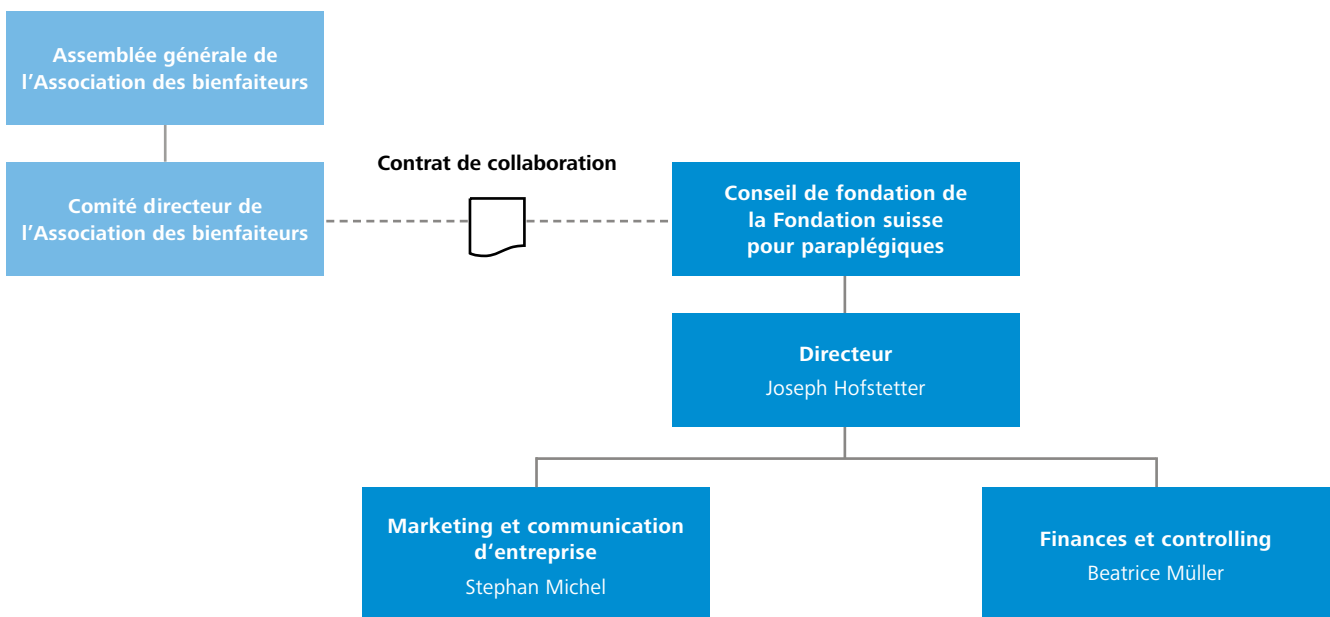 Assemblée générale de
l’Association des bienfaiteurs
Comité directeur de
l’Association des bienfaiteurs
Contrat de collaboration
Conseil de fondation de
la Fondation suisse
pour paraplégiques
Directeur
Joseph Hofstetter
Marketing et communication
d‘entreprise
Stephan Michel
Finances et controlling
Beatrice Müller